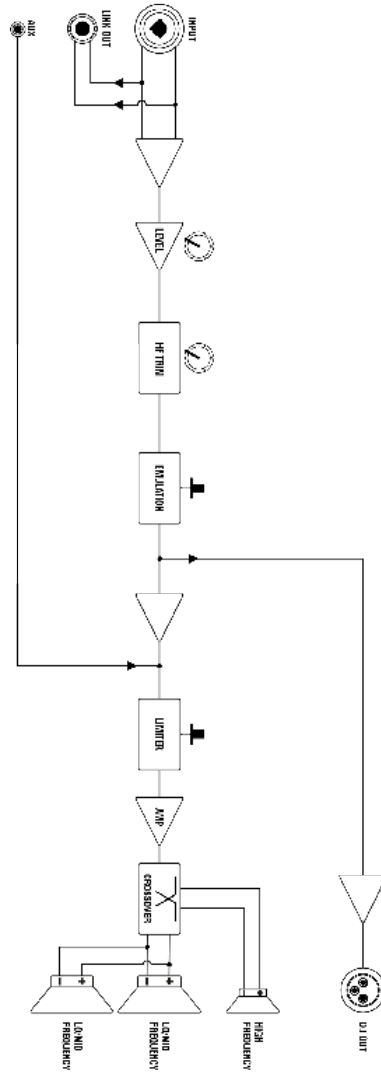 AUX
LINK OUT
INPUT
LEVEL
HF TRIM
EMULATION
LIMITER
AMP
CROSSOVER
LO/MID
FREQUENCY
LO/MID
FREQUENCY
HIGH
FREQUENCY
DI OUT